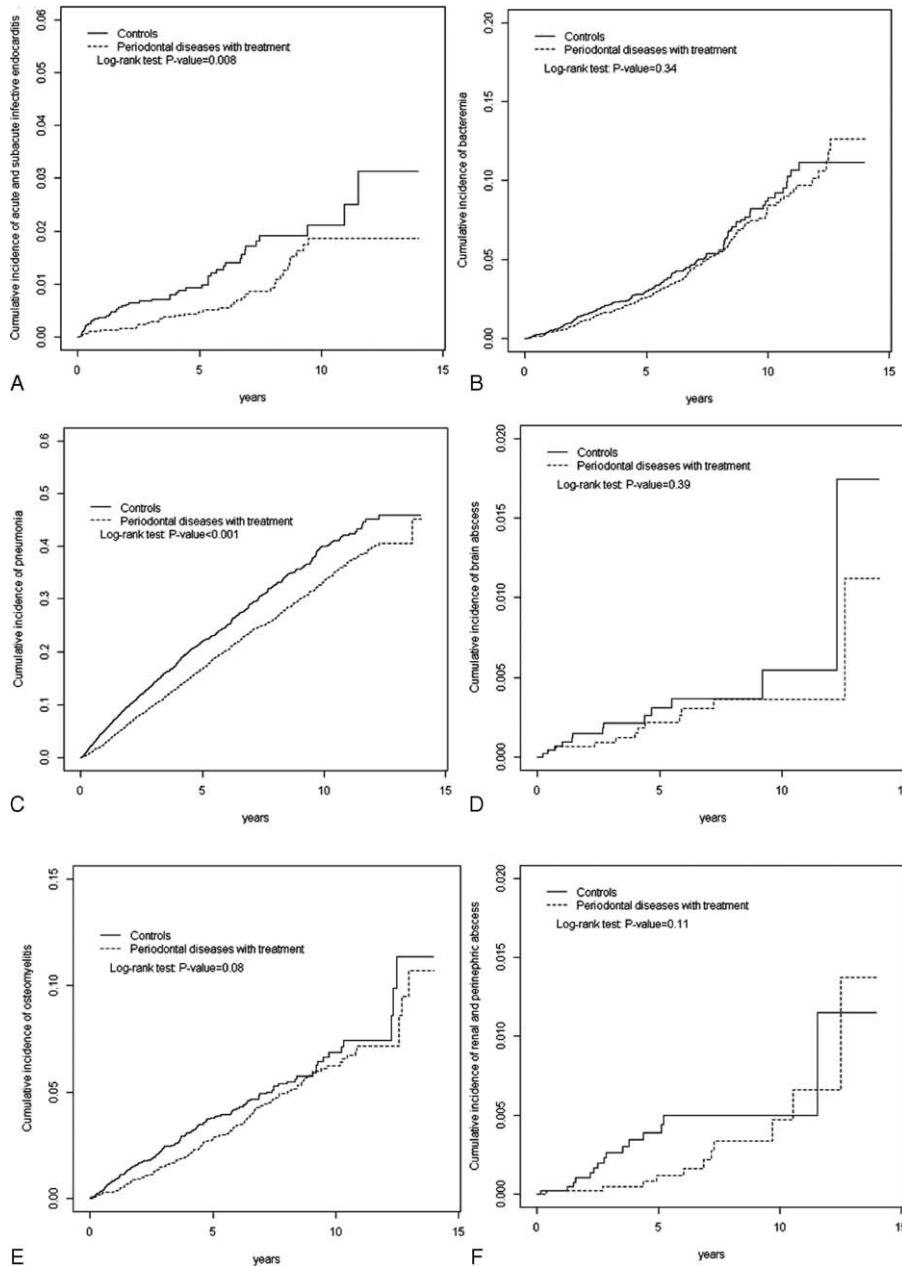 Cumulative incidence of acute and subacute infective endocarditis
0.06
0.05
0.04
0.03
0.02
0.01
0.00
Controls
Periodontal diseases with treatment
Log-rank test: P-value=0.008
0 5 10 15
years
A
Cumulative incidence of bacteremia
0.20
0.15
0.10
0.05
0.00
Controls
Periodontal diseases with treatment
Log-rank test: P-value=0.34
0 5 10 15
years
B
Cumulative incidence of pneumonia
0.6
0.5
0.4
0.3
0.2
0.1
0.0
Controls
Periodontal diseases with treatment
Log-rank test: P-value<0.001
0 5 10 15
years
C
Cumulative incidence of brain abscess
0.020
0.015
0.010
0.005
0.000
Controls
Periodontal diseases with treatment
Log-rank test: P-value=0.39
0 5 10
years
D
Cumulative incidence of osteomyelitis
0.15
0.10
0.05
0.00
Controls
Periodontal diseases with treatment
Log-rank test: P-value=0.08
0 5 10 15
years
E
Cumulative incidence of renal and perinephric abscess
0.020
0.015
0.010
0.005
0.000
Controls
Periodontal diseases with treatment
Log-rank test: P-value=0.11
0 5 10 15
years
F